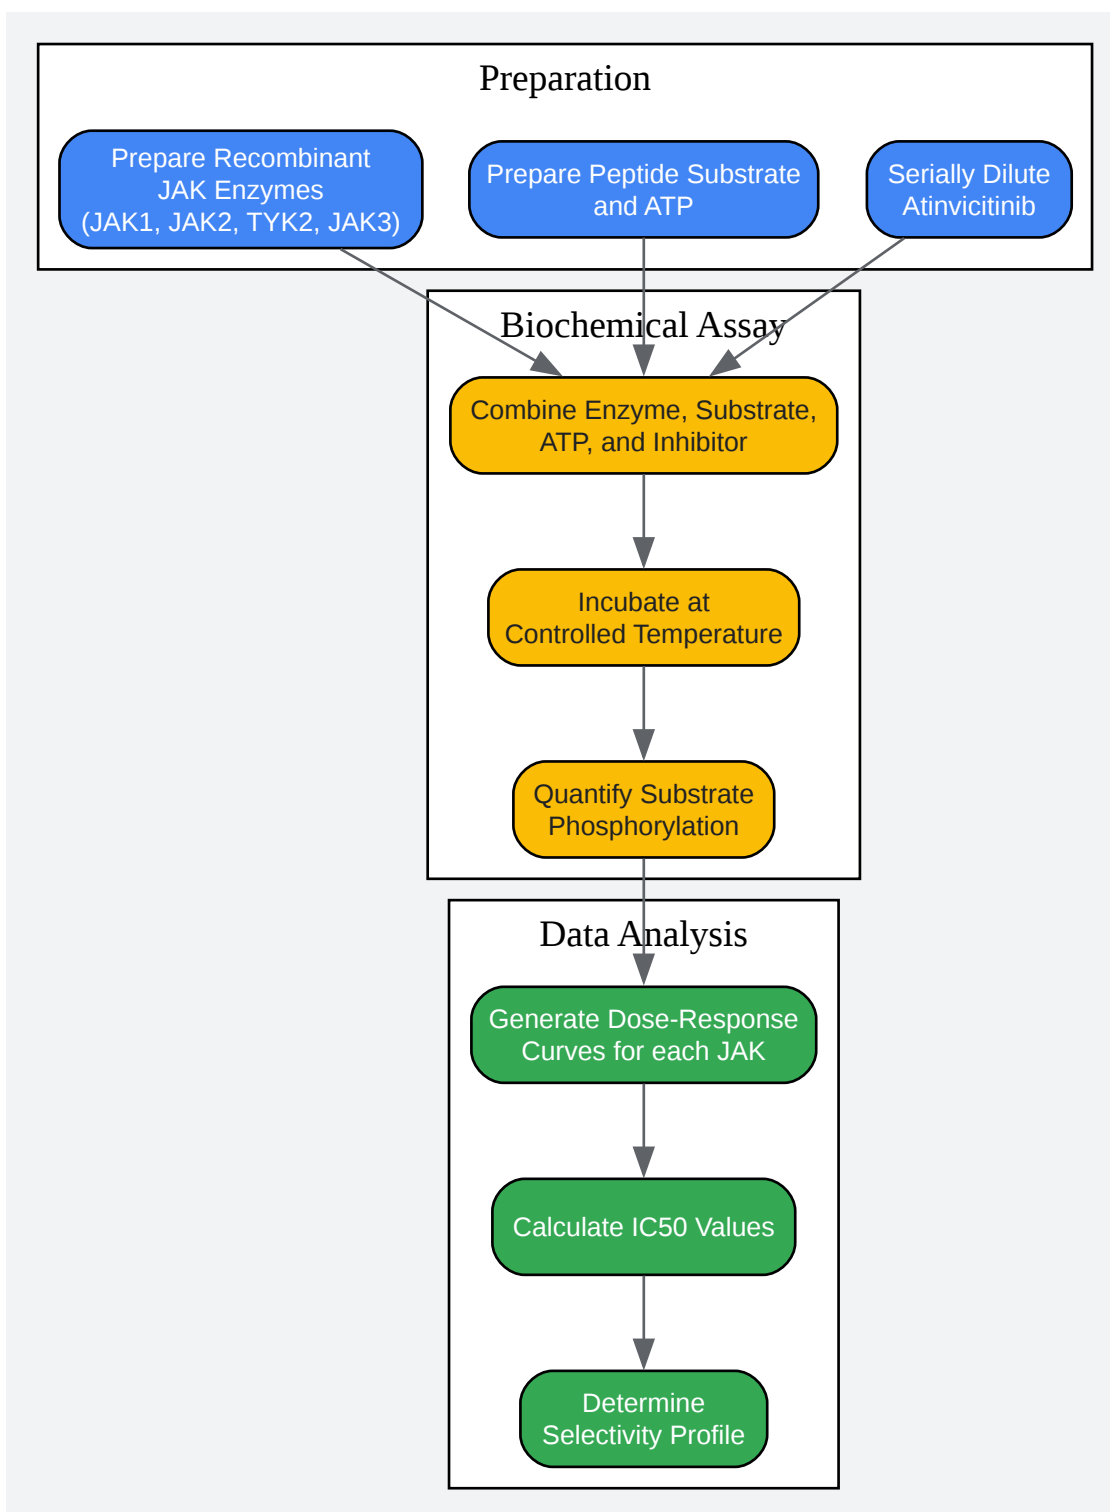 Preparation
Prepare Recombinant
JAK Enzymes
(JAK1, JAK2, TYK2, JAK3)
Prepare Peptide Substrate
and ATP
Serially Dilute
Atinvicitinib
Biochemical Assay
Combine Enzyme, Substrate,
ATP, and Inhibitor
Incubate at
Controlled Temperature
Quantify Substrate
Phosphorylation
Data Analysis
Generate Dose-Response
Curves for each JAK
Calculate IC50 Values
Determine
Selectivity Profile